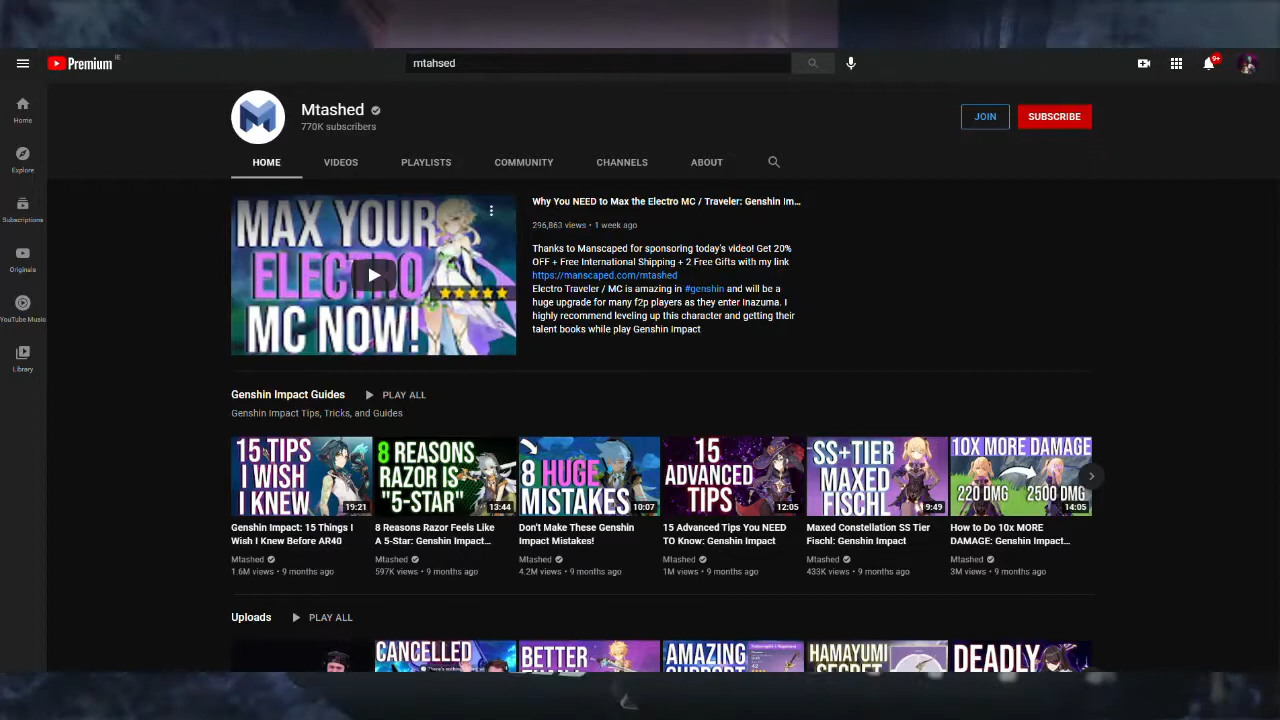 Premium IE
mtahsed
9+
Home
Explore
Subscriptions
Originals
YouTube Music
Library
Mtashed
770K subscribers
JOIN
SUBSCRIBE
HOME VIDEOS PLAYLISTS COMMUNITY CHANNELS ABOUT
MAX YOUR
ELECTRO
MC NOW!
Why You NEED to Max the Electro MC / Traveler: Genshin Im...
296,863 views • 1 week ago
Thanks to Manscaped for sponsoring today's video! Get 20%
OFF + Free International Shipping + 2 Free Gifts with my link
https://manscaped.com/mtashed
Electro Traveler / MC is amazing in #genshin and will be a
huge upgrade for many f2p players as they enter Inazuma. I
highly recommend leveling up this character and getting their
talent books while play Genshin Impact
Genshin Impact Guides PLAY ALL
Genshin Impact Tips, Tricks, and Guides
15 TIPS
I WISH
I KNEW
19:21
Genshin Impact: 15 Things I
Wish I Knew Before AR40
Mtashed
1.6M views • 9 months ago
8 REASONS
RAZOR IS
"5-STAR"
13:44
8 Reasons Razor Feels Like
A 5-Star: Genshin Impact...
Mtashed
597K views • 9 months ago
8 HUGE
MISTAKES
10:07
Don't Make These Genshin
Impact Mistakes!
Mtashed
4.2M views • 9 months ago
15
ADVANCED
TIPS
12:05
15 Advanced Tips You NEED
TO Know: Genshin Impact
Mtashed
1M views • 9 months ago
SS+TIER
MAXED
FISCHL
9:49
Maxed Constellation SS Tier
Fischl: Genshin Impact
Mtashed
433K views • 9 months ago
10X MORE DAMAGE
220 DMG 2500 DMG
14:05
How to Do 10x MORE
DAMAGE: Genshin Impact...
Mtashed
3M views • 9 months ago
Uploads PLAY ALL
CANCELLED
BETTER
AMAZING
SUPPORT
HAMAYUMI
SECRET
DEADLY